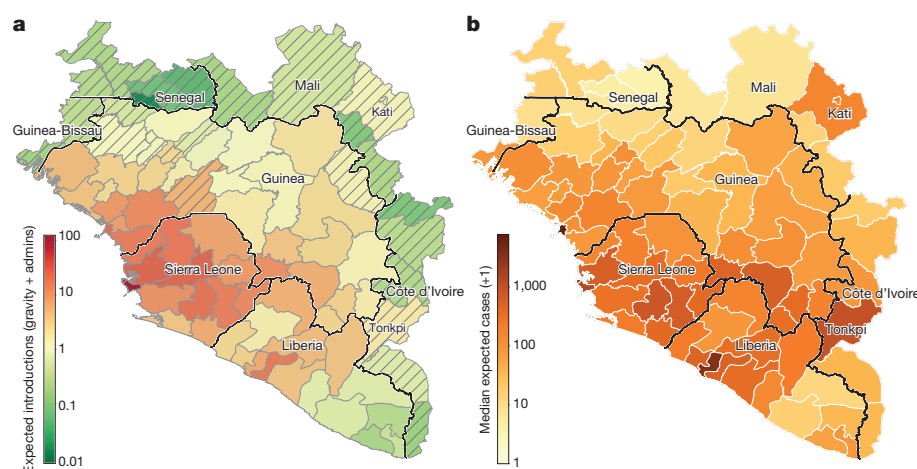 a
Senegal
Mali
Kati
Guinea-Bissau
Guinea
Sierra Leone
Côte d'Ivoire
Tonkpi
Liberia
Expected introductions (gravity + admins)
100
10
1
0.1
0.01
b
Senegal
Mali
Kati
Guinea-Bissau
Guinea
Sierra Leone
Côte d'Ivoire
Tonkpi
Liberia
Median expected cases (+1)
1,000
100
10
1